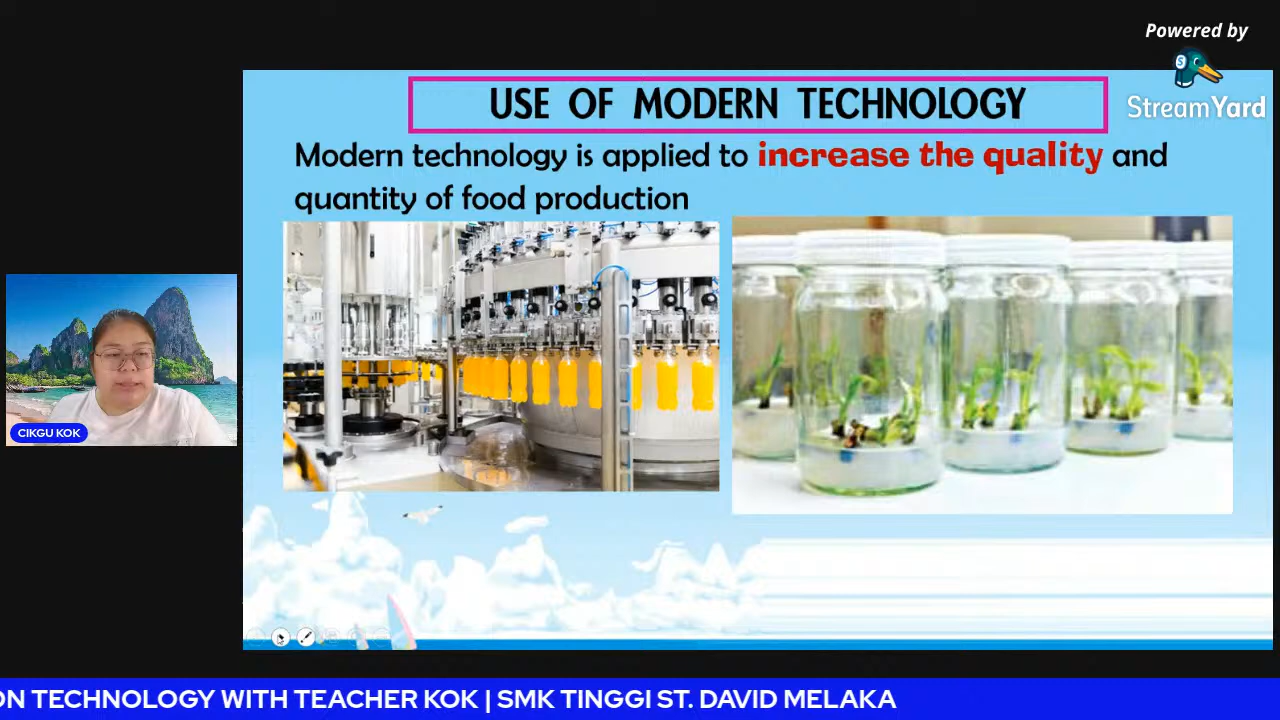 Powered by
StreamYard
USE OF MODERN TECHNOLOGY
Modern technology is applied to increase the quality and
quantity of food production
CIKGU KOK
ON TECHNOLOGY WITH TEACHER KOK | SMK TINGGI ST. DAVID MELAKA